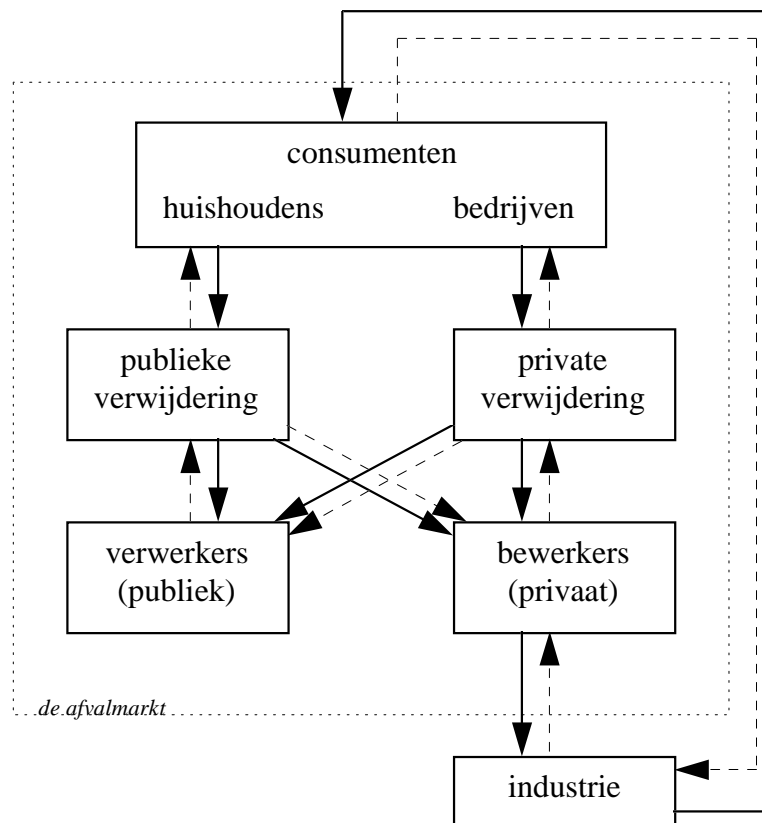 consumenten
huishoudens bedrijven
publieke
verwijdering
private
verwijdering
verwerkers
(publiek)
bewerkers
(privaat)
de afvalmarkt
industrie